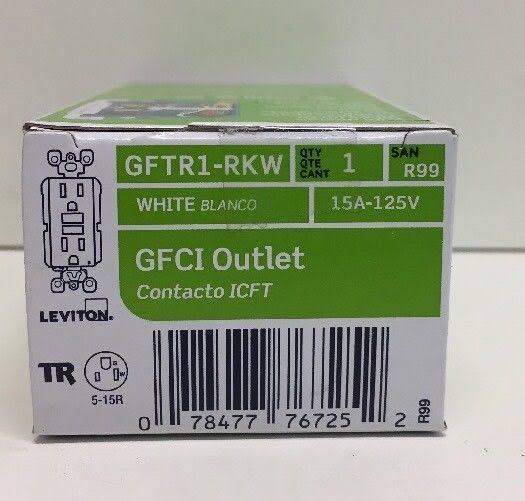 GFTR1-RKW
QTY
QTE
CANT
1
SAN
R99
WHITE BLANCO
15A-125V
GFCI Outlet
Contacto ICFT
LEVITON.
TR
W
5-15R
0 78477 76725 2
R99